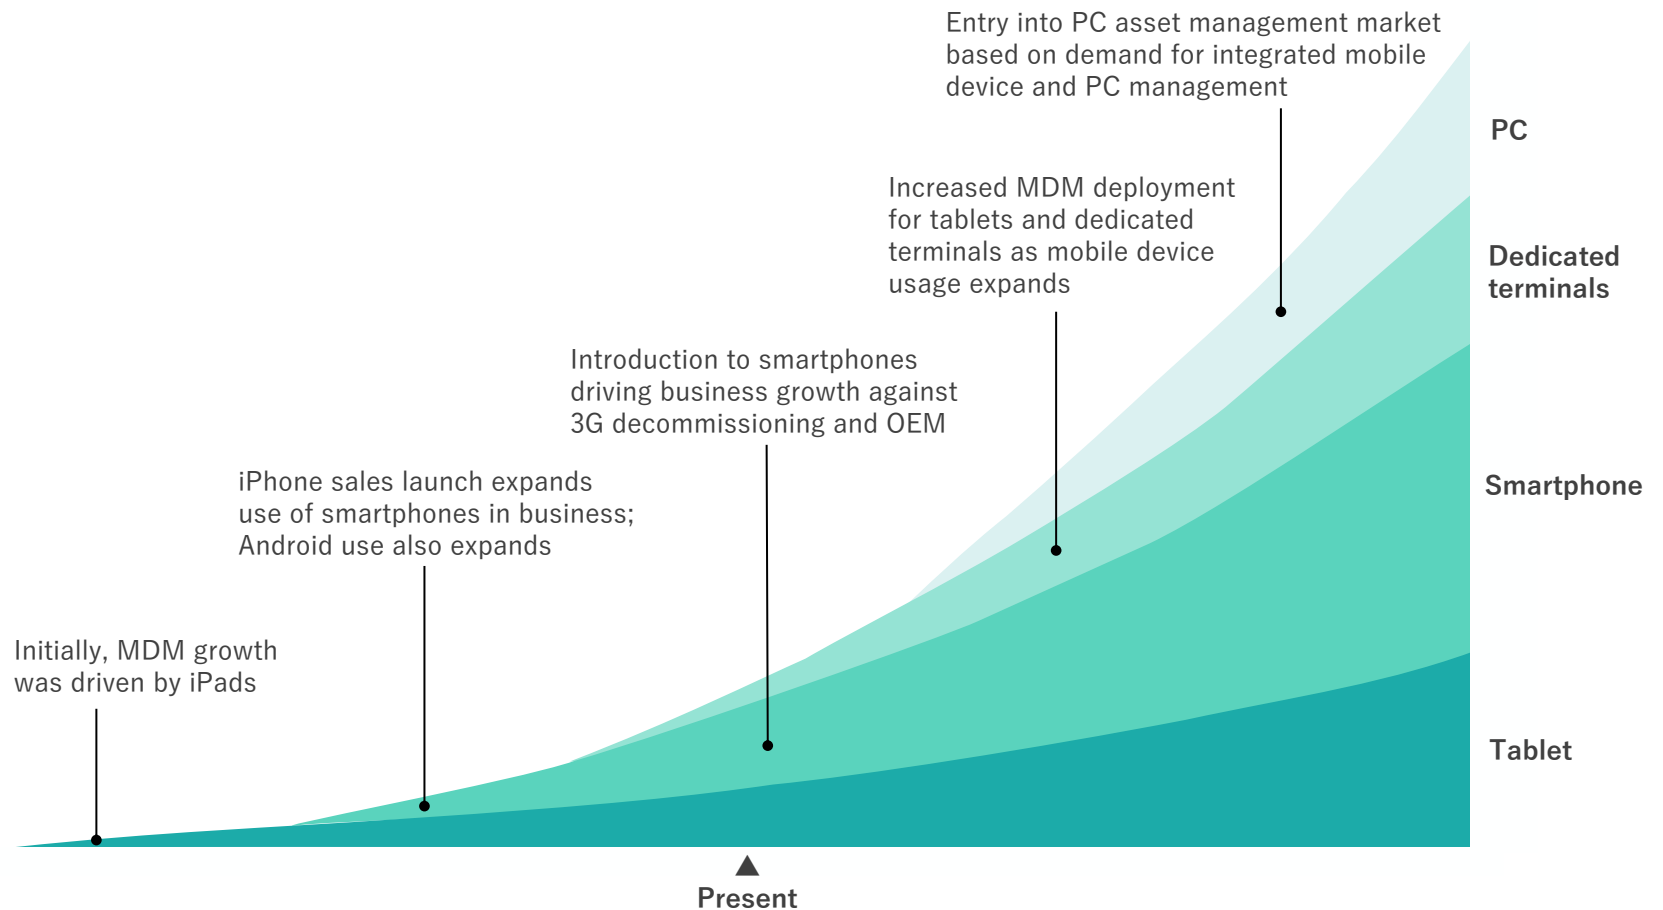 Entry into PC asset management market
based on demand for integrated mobile
device and PC management
PC
Increased MDM deployment
for tablets and dedicated
terminals as mobile device
usage expands
Dedicated
terminals
Introduction to smartphones
driving business growth against
3G decommissioning and OEM
iPhone sales launch expands
use of smartphones in business;
Android use also expands
Smartphone
Initially, MDM growth
was driven by iPads
Tablet
Present